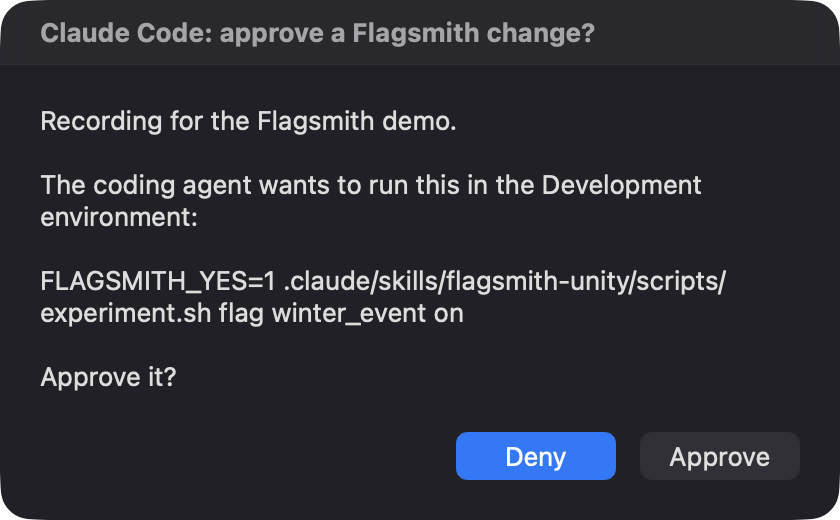 Claude Code: approve a Flagsmith change?
Recording for the Flagsmith demo.
The coding agent wants to run this in the Development
environment:
FLAGSMITH_YES=1 .claude/skills/flagsmith-unity/scripts/
experiment.sh flag winter_event on
Approve it?
Deny
Approve